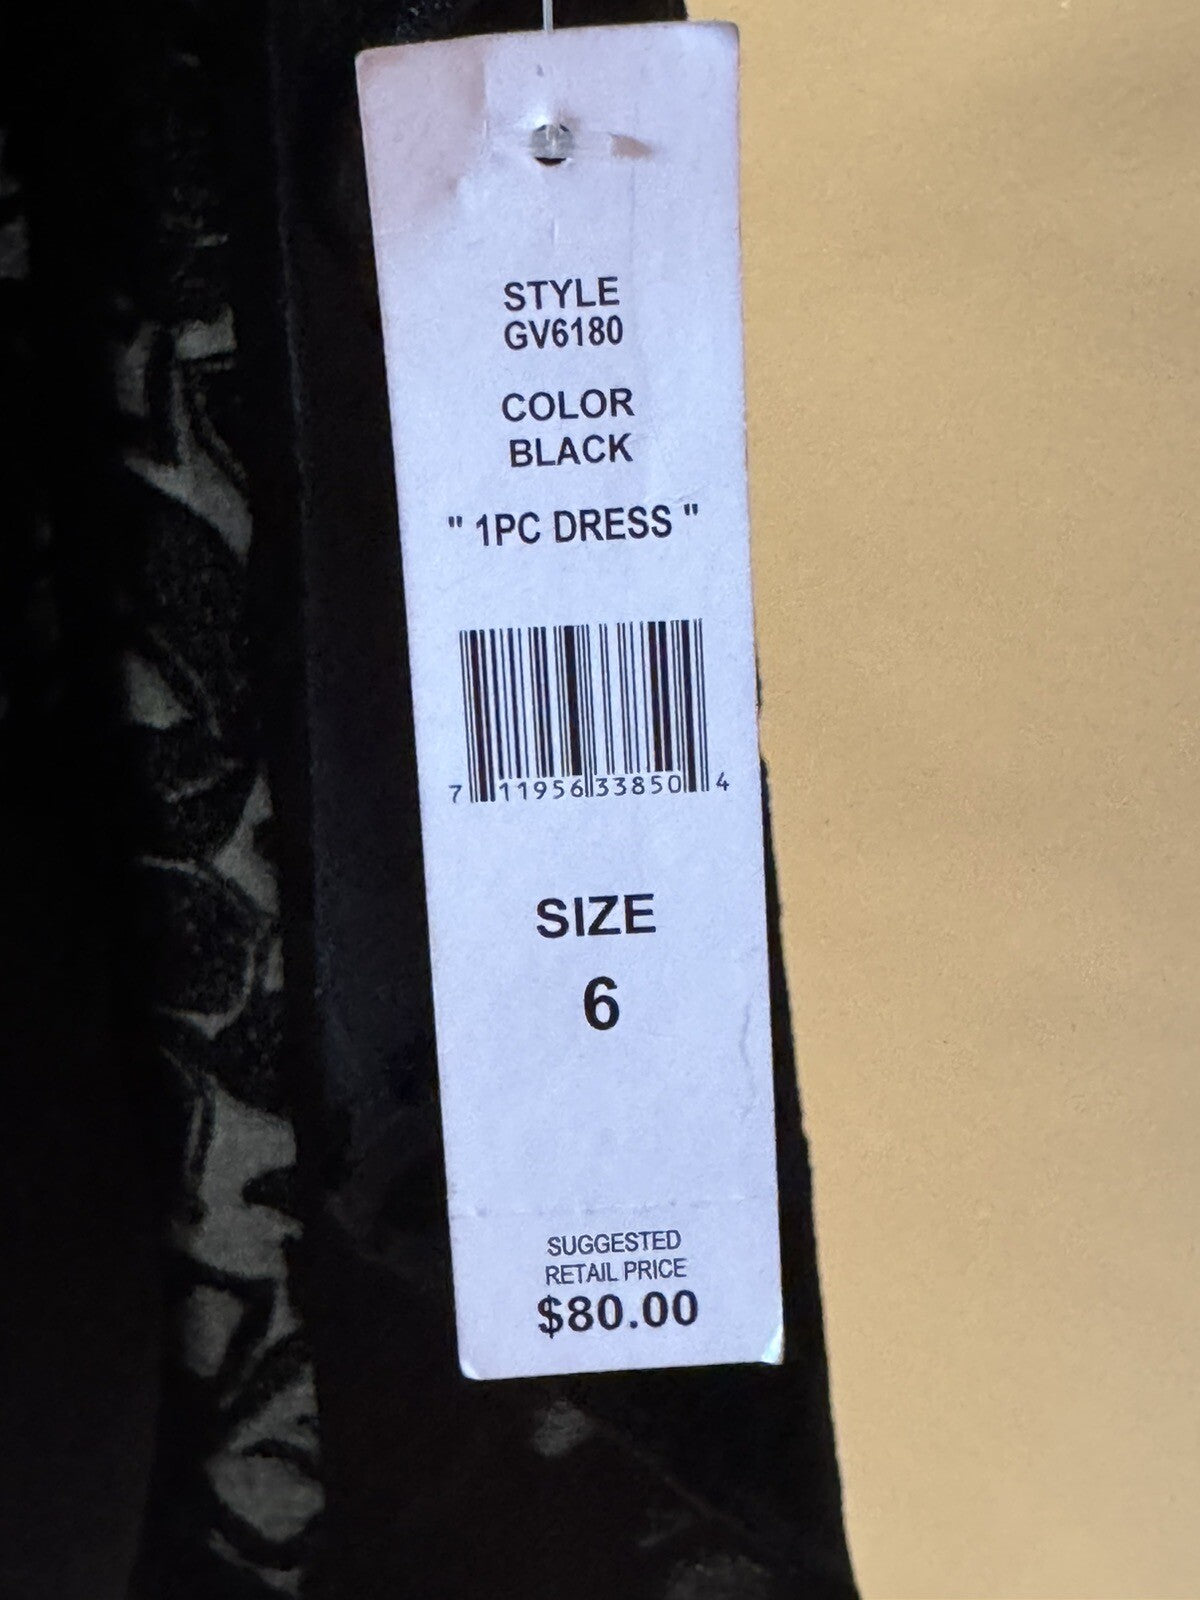 STYLE
GV6180
COLOR
BLACK
" 1PC DRESS "
7 11956 33850 4
SIZE
6
SUGGESTED
RETAIL PRICE
$80.00